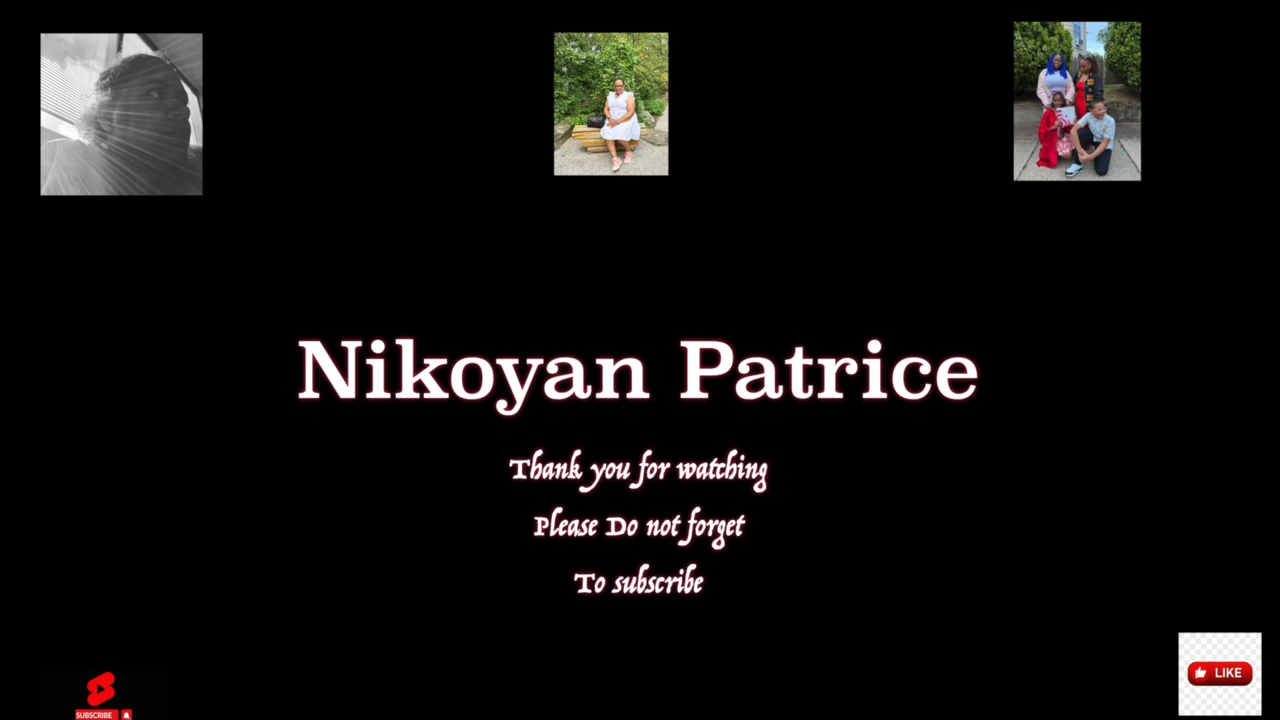 Nikoyan Patrice
Thank you for watching
Please Do not forget
To subscribe
LIKE
SUBSCRIBE